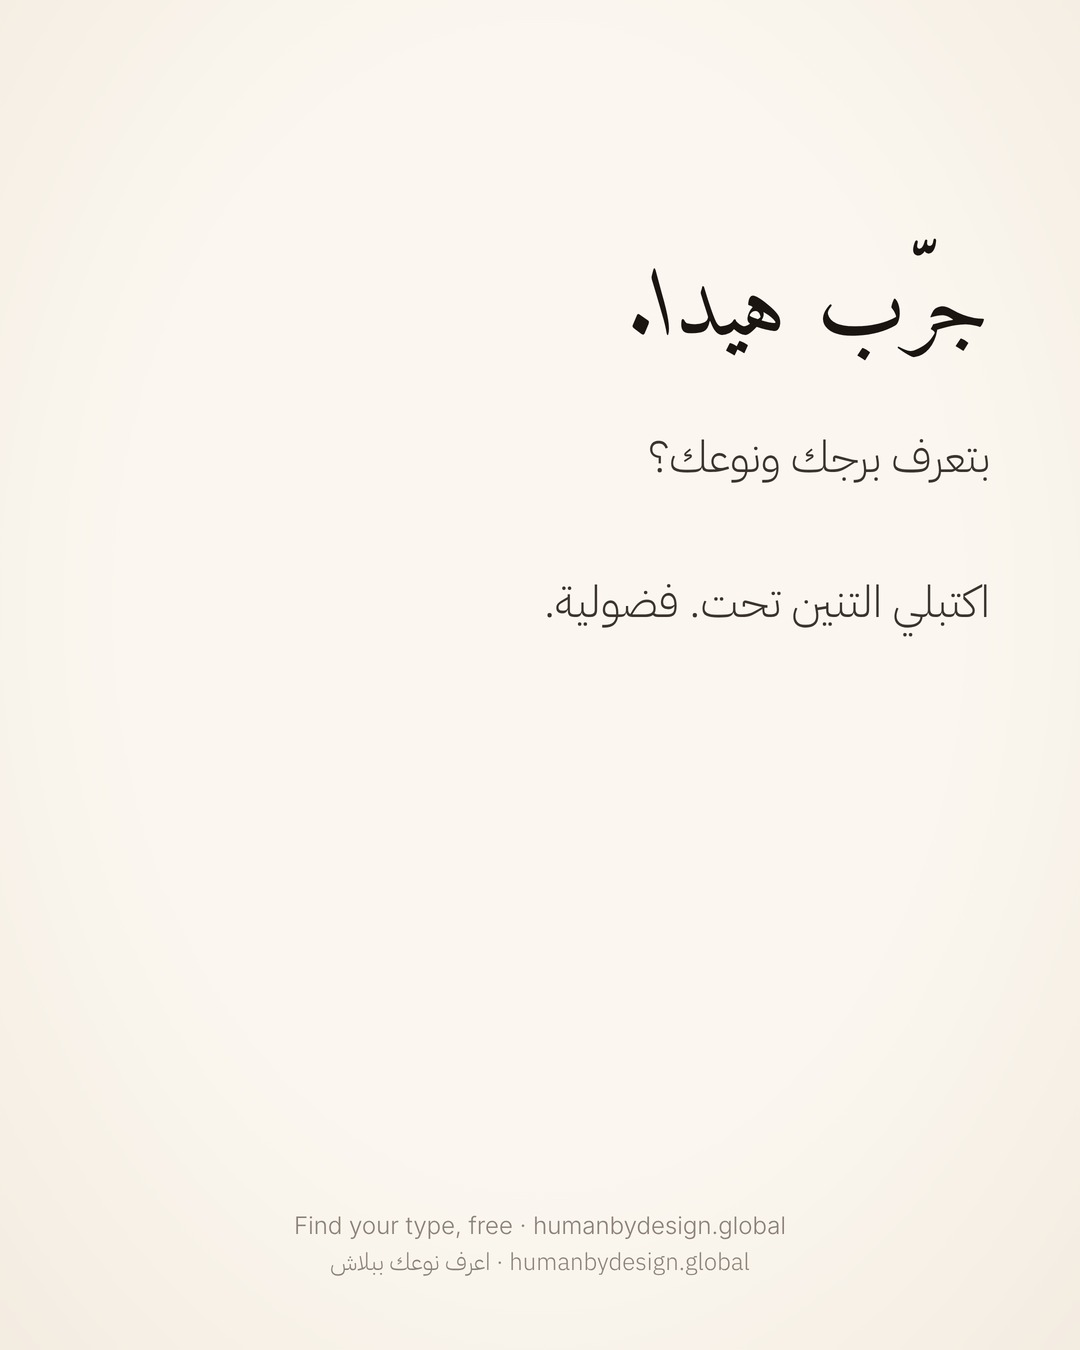 جرّب هيدا.
بتعرف برجك ونوعك؟
اكتبلي التنين تحت. فضولية.
Find your type, free · humanbydesign.global
اعرف نوعك ببلاش · humanbydesign.global